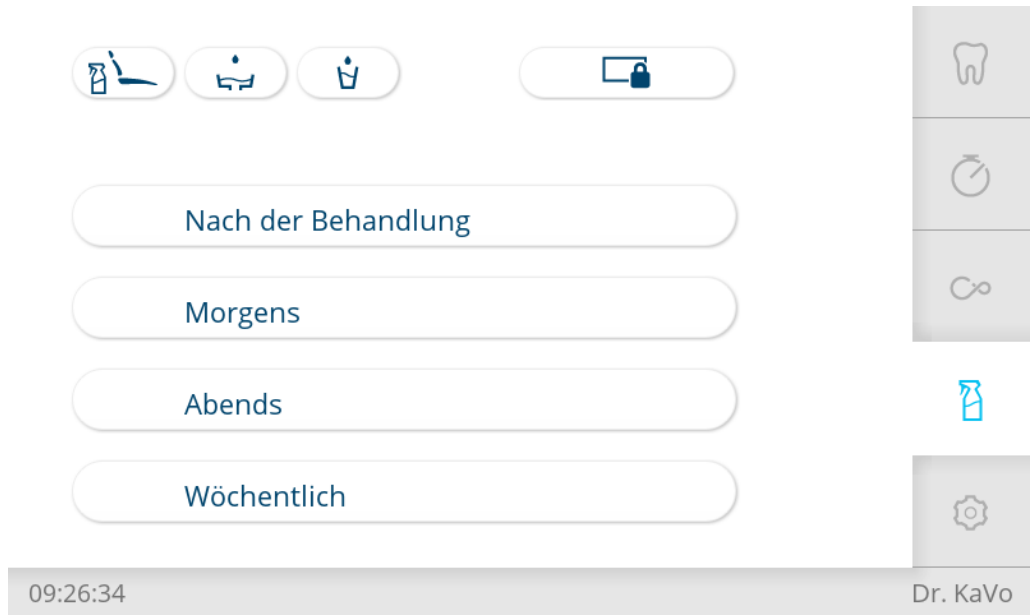 Nach der Behandlung
Morgens
Abends
Wöchentlich
09:26:34
Dr. KaVo